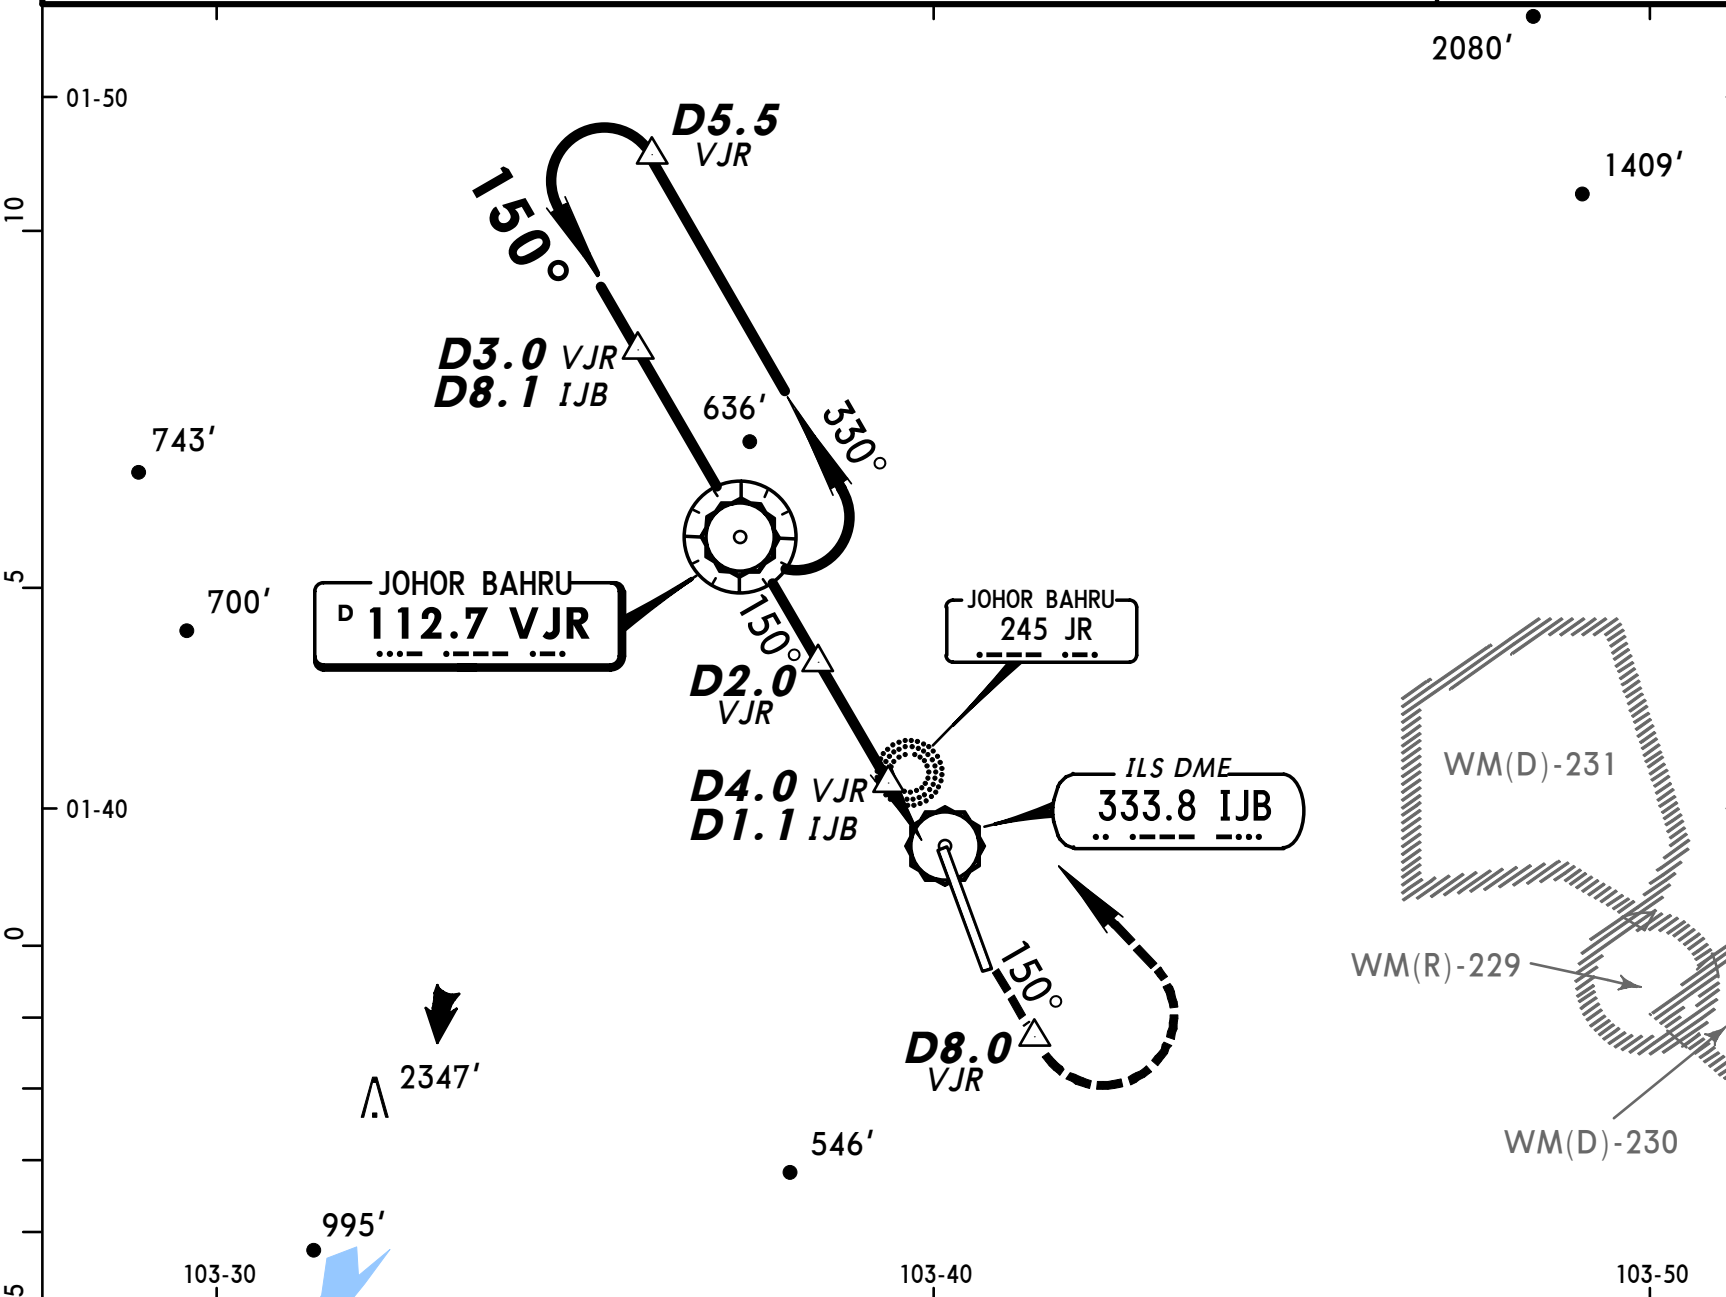 2080'
01-50
D5.5
VJR
1409'
10
150°
D3.0 VJR
D8.1 IJB
636'
330°
743'
5
JOHOR BAHRU
D 112.7 VJR
700'
150°
JOHOR BAHRU
245 JR
D2.0
VJR
WM(D)-231
ILS DME
333.8 IJB
D4.0 VJR
D1.1 IJB
01-40
0
150°
WM(R)-229
D8.0
VJR
2347'
546'
WM(D)-230
995'
103-30
103-40
103-50
5